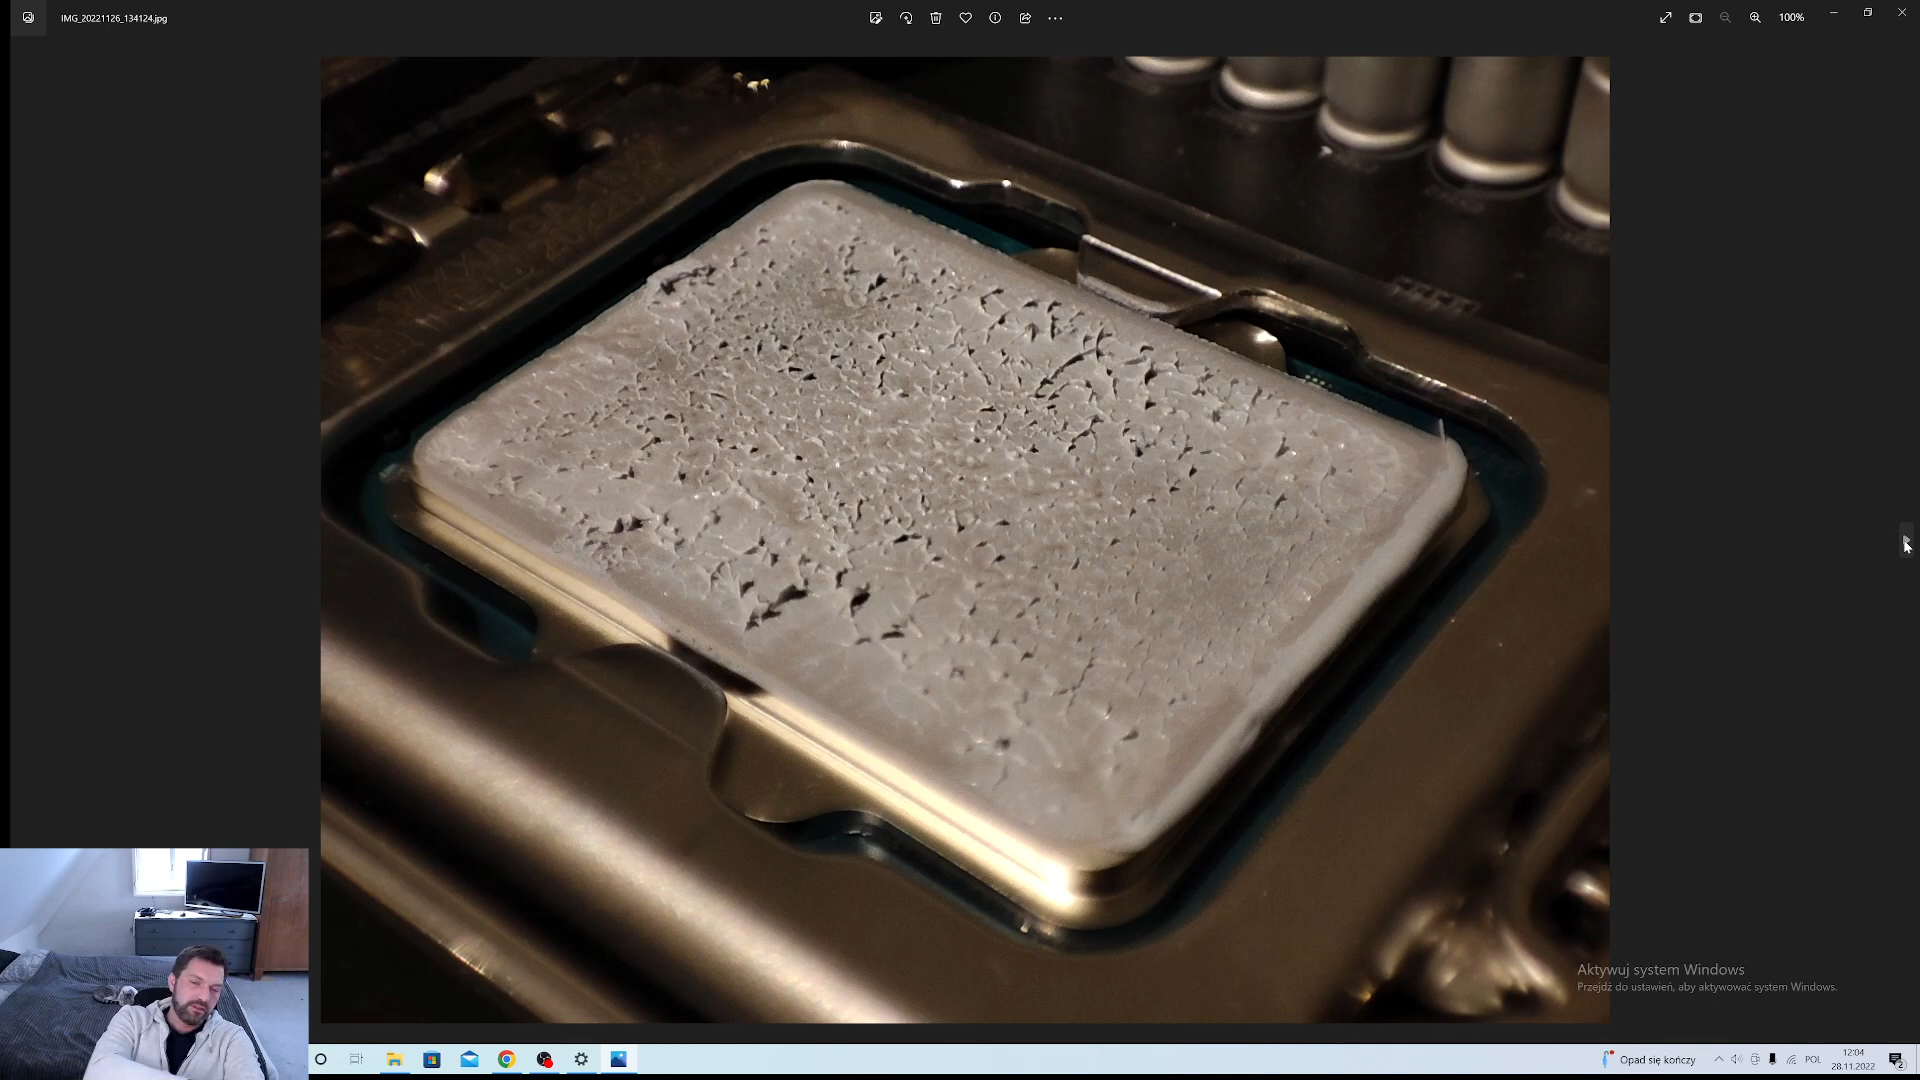 IMG_20221126_134124.jpg
100%
Aktywuj system Windows
Przejdź do ustawień, aby aktywować system Windows.
Opad się kończy
POL
12:04
28.11.2022
2